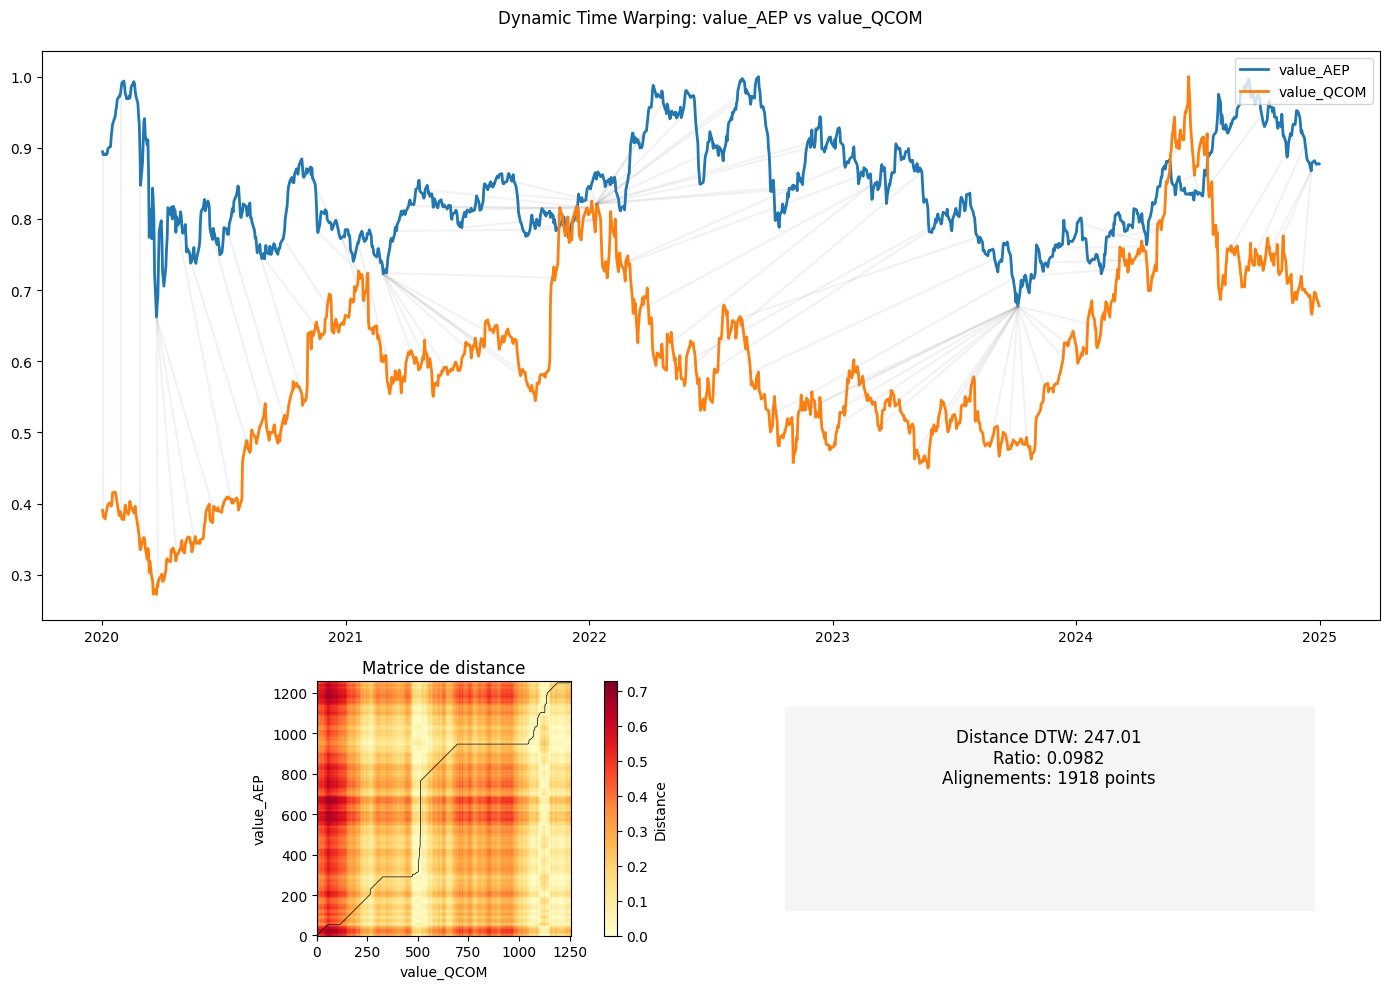 Dynamic Time Warping: value_AEP vs value_QCOM
value_AEP
value_QCOM
1.0
0.9
0.8
0.7
0.6
0.5
0.4
0.3
2020 2021 2022 2023 2024 2025
Matrice de distance
value_AEP
1200
1000
800
600
400
200
0
0 250 500 750 1000 1250
value_QCOM
0.7
0.6
0.5
0.4
0.3
0.2
0.1
0.0
Distance
Distance DTW: 247.01
Ratio: 0.0982
Alignements: 1918 points